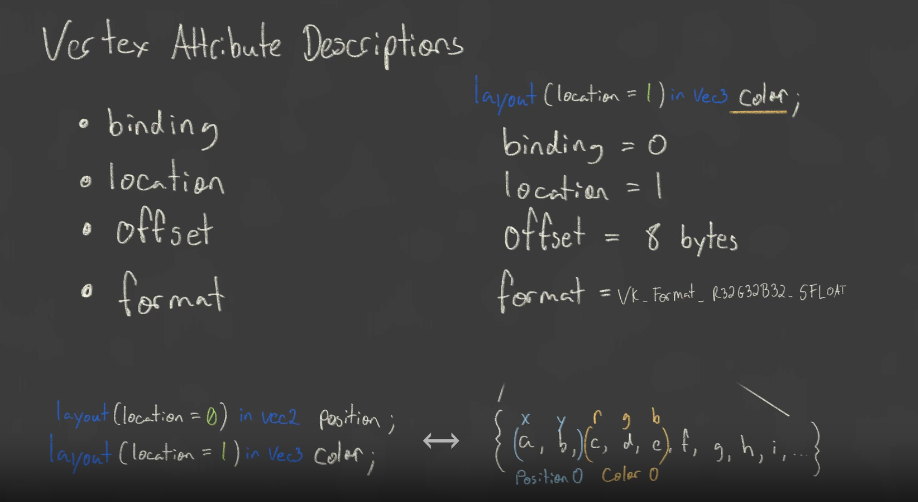 Vertex Attribute Descriptions
• binding
• location
• offset
• format
layout (location = 1) in vec3 color;
binding = 0
location = 1
offset = 8 bytes
format = VK_Format_R32G32B32_SFLOAT
layout (location = 0) in vec2 position;
layout (location = 1) in vec3 color;
x y r g b
{ (a, b,)(c, d, e), f, g, h, i, ... }
Position 0 Color 0